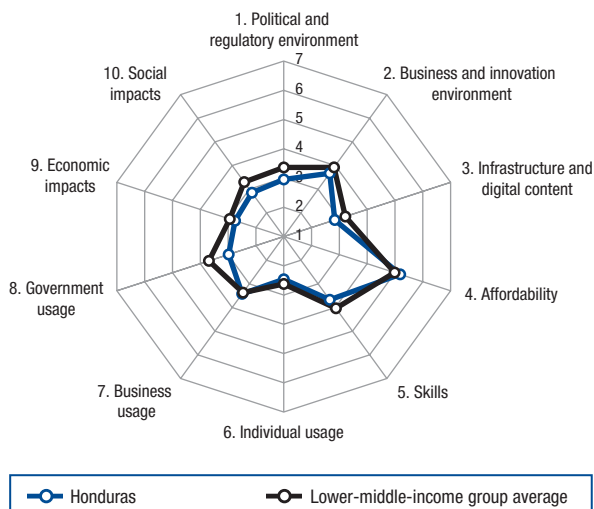 1. Political and
regulatory environment
7
6
5
4
3
2
1
2. Business and innovation
environment
3. Infrastructure and
digital content
4. Affordability
5. Skills
6. Individual usage
7. Business
usage
8. Government
usage
9. Economic
impacts
10. Social
impacts
Honduras
Lower-middle-income group average